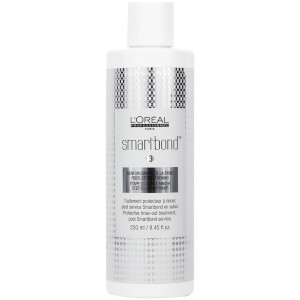 L'ORÉAL
PROFESSIONNEL
PARIS
smartbond™
3
Traitement protecteur à rincer,
post service Smartbond en salon.
Protective rinse-out treatment,
post Smartbond service.
250 ml / 8.45 fl.oz.